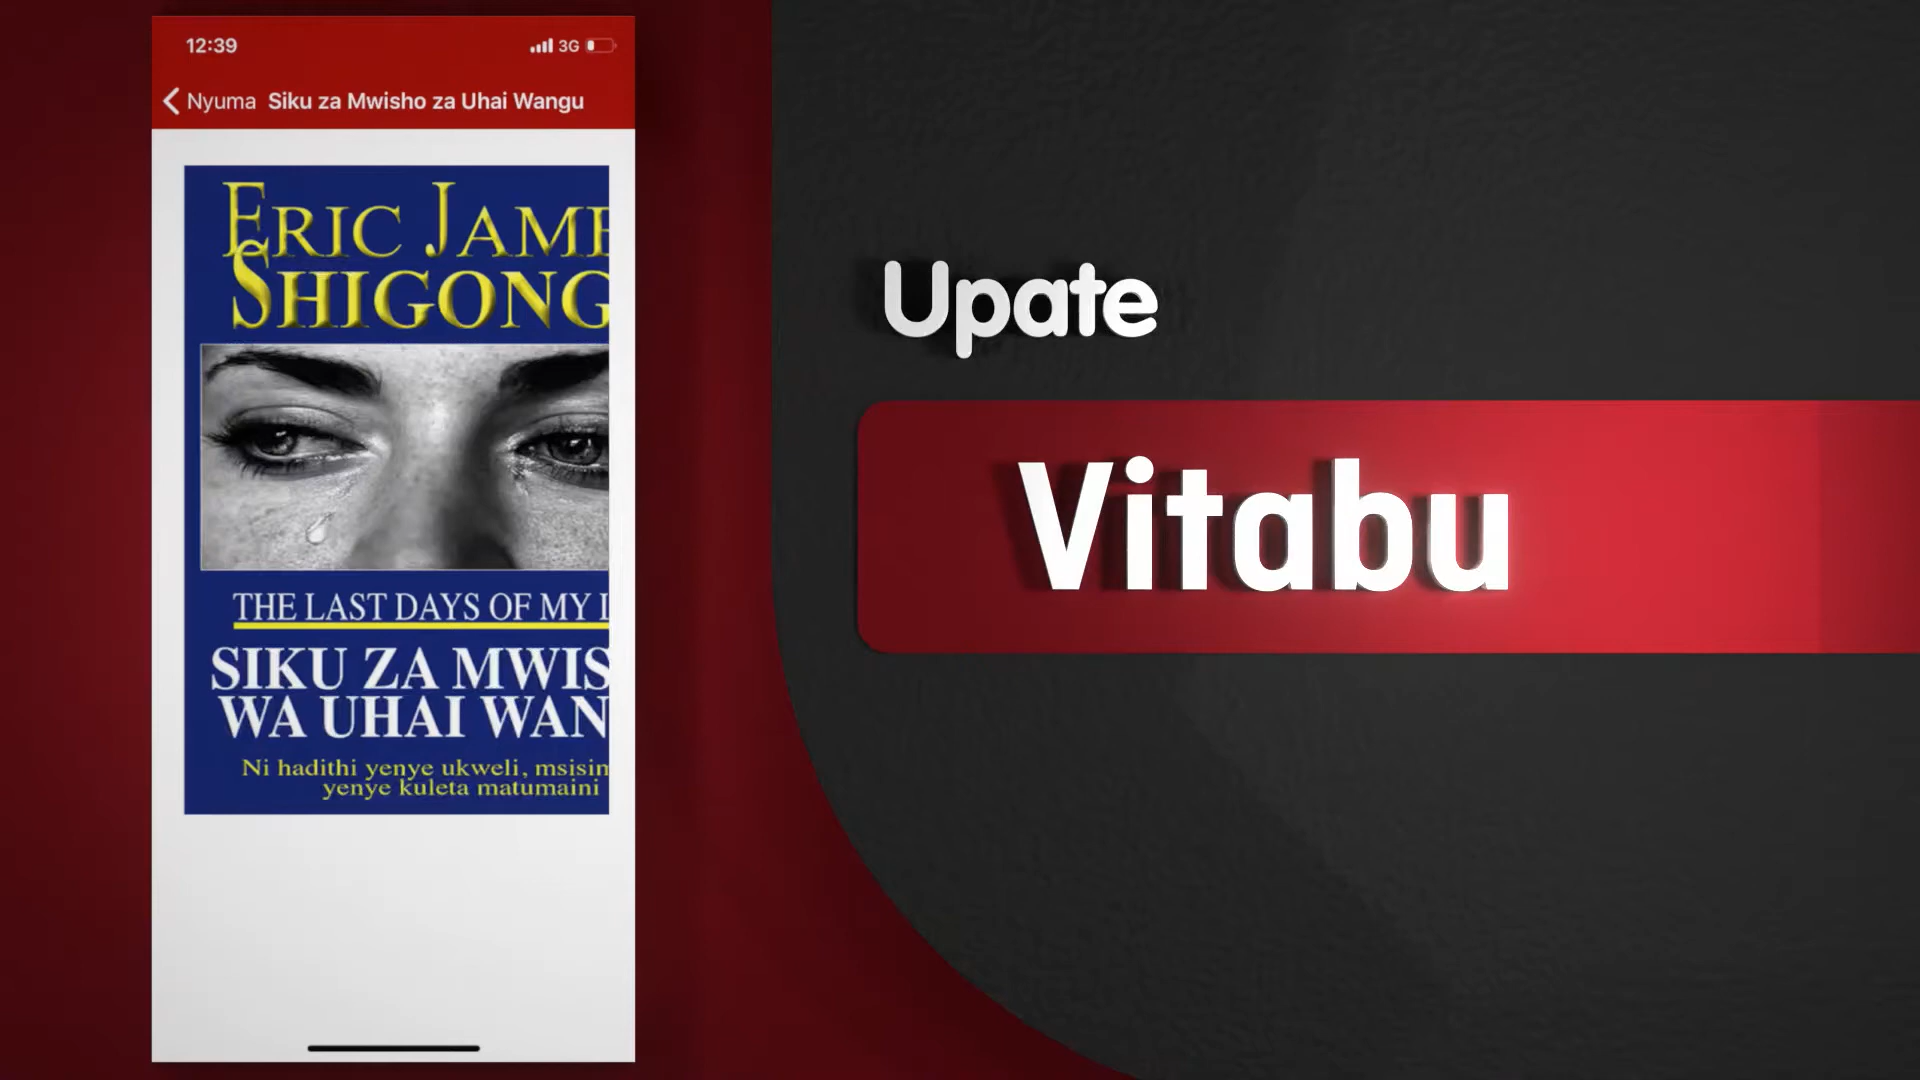 12:39
3G
Nyuma Siku za Mwisho za Uhai Wangu
ERIC JAME
SHIGONG
THE LAST DAYS OF MY L
SIKU ZA MWIS
WA UHAI WAN
Ni hadithi yenye ukweli, msisim
yenye kuleta matumaini
Upate
Vitabu